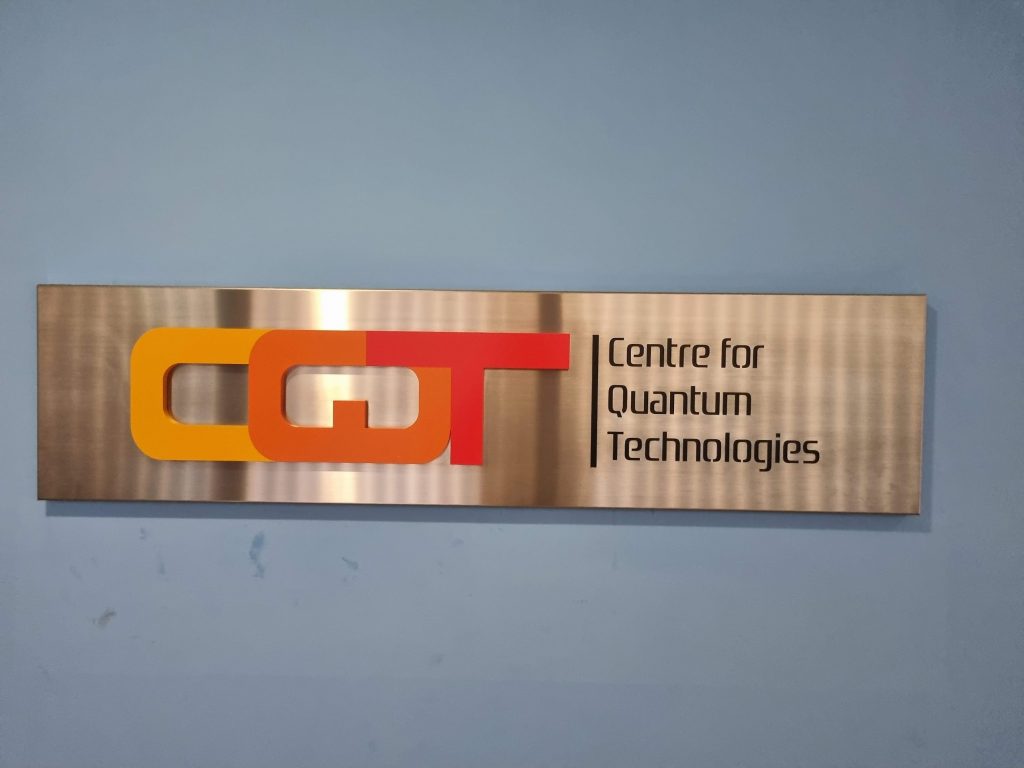 CQT
Centre for
Quantum
Technologies